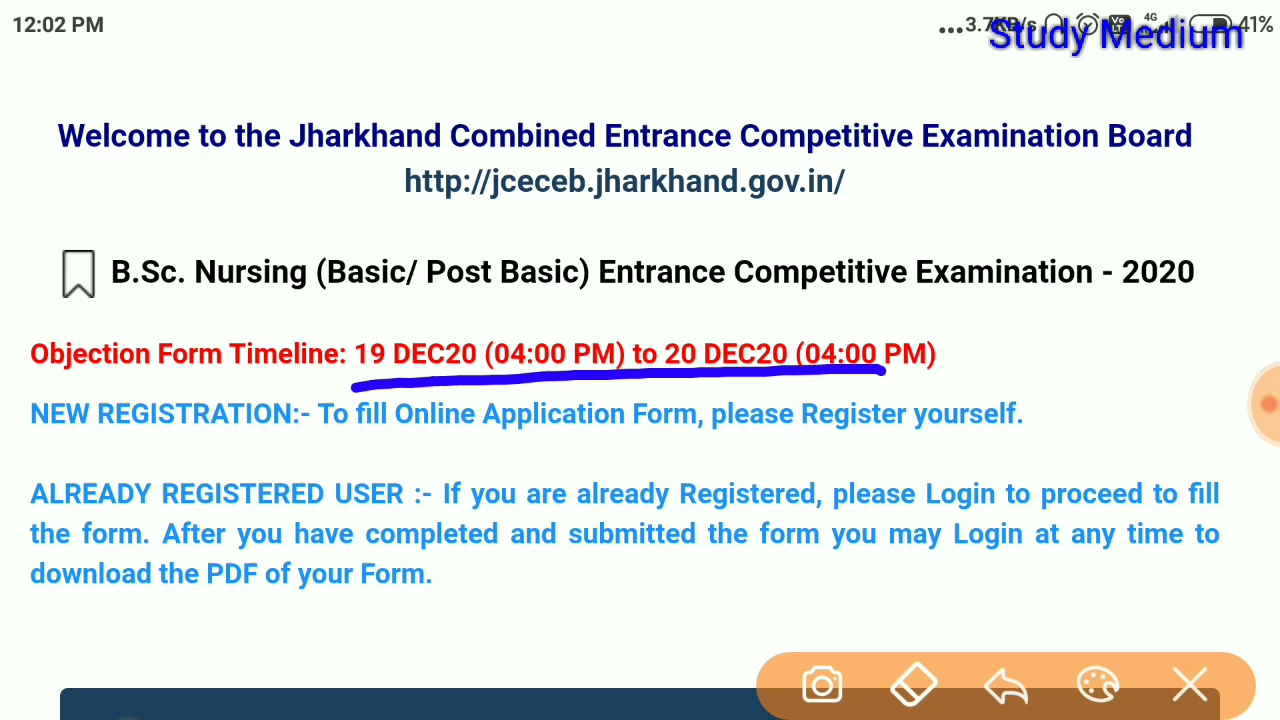 12:02 PM
...3.7KB/s 4G 41%
Study Medium
Welcome to the Jharkhand Combined Entrance Competitive Examination Board
http://jceceb.jharkhand.gov.in/
B.Sc. Nursing (Basic/ Post Basic) Entrance Competitive Examination - 2020
Objection Form Timeline: 19 DEC20 (04:00 PM) to 20 DEC20 (04:00 PM)
NEW REGISTRATION:- To fill Online Application Form, please Register yourself.
ALREADY REGISTERED USER :- If you are already Registered, please Login to proceed to fill
the form. After you have completed and submitted the form you may Login at any time to
download the PDF of your Form.